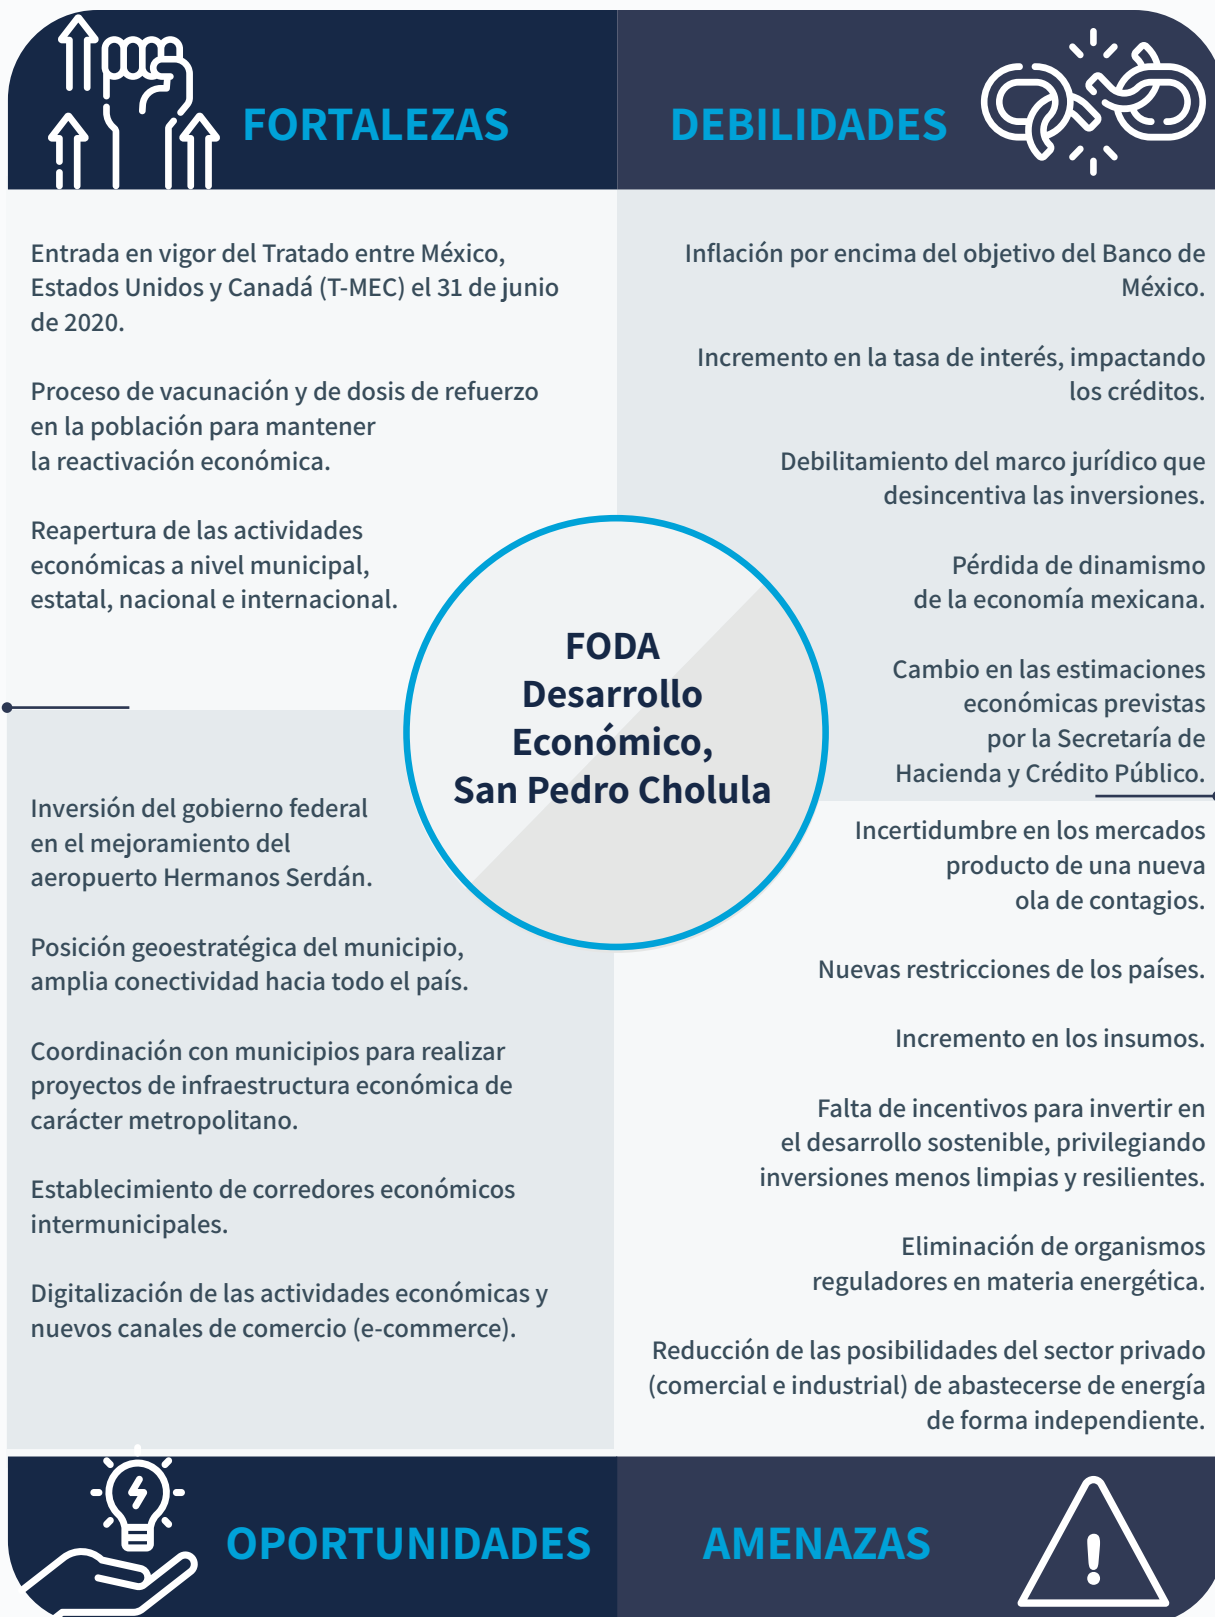 FORTALEZAS
Entrada en vigor del Tratado entre México,
Estados Unidos y Canadá (T-MEC) el 31 de junio
de 2020.
Proceso de vacunación y de dosis de refuerzo
en la población para mantener
la reactivación económica.
Reapertura de las actividades
económicas a nivel municipal,
estatal, nacional e internacional.
DEBILIDADES
Inflación por encima del objetivo del Banco de
México.
Incremento en la tasa de interés, impactando
los créditos.
Debilitamiento del marco jurídico que
desincentiva las inversiones.
Pérdida de dinamismo
de la economía mexicana.
Cambio en las estimaciones
económicas previstas
por la Secretaría de
Hacienda y Crédito Público.
FODA
Desarrollo
Económico,
San Pedro Cholula
Inversión del gobierno federal
en el mejoramiento del
aeropuerto Hermanos Serdán.
Posición geoestratégica del municipio,
amplia conectividad hacia todo el país.
Coordinación con municipios para realizar
proyectos de infraestructura económica de
carácter metropolitano.
Establecimiento de corredores económicos
intermunicipales.
Digitalización de las actividades económicas y
nuevos canales de comercio (e-commerce).
OPORTUNIDADES
Incertidumbre en los mercados
producto de una nueva
ola de contagios.
Nuevas restricciones de los países.
Incremento en los insumos.
Falta de incentivos para invertir en
el desarrollo sostenible, privilegiando
inversiones menos limpias y resilientes.
Eliminación de organismos
reguladores en materia energética.
Reducción de las posibilidades del sector privado
(comercial e industrial) de abastecerse de energía
de forma independiente.
AMENAZAS